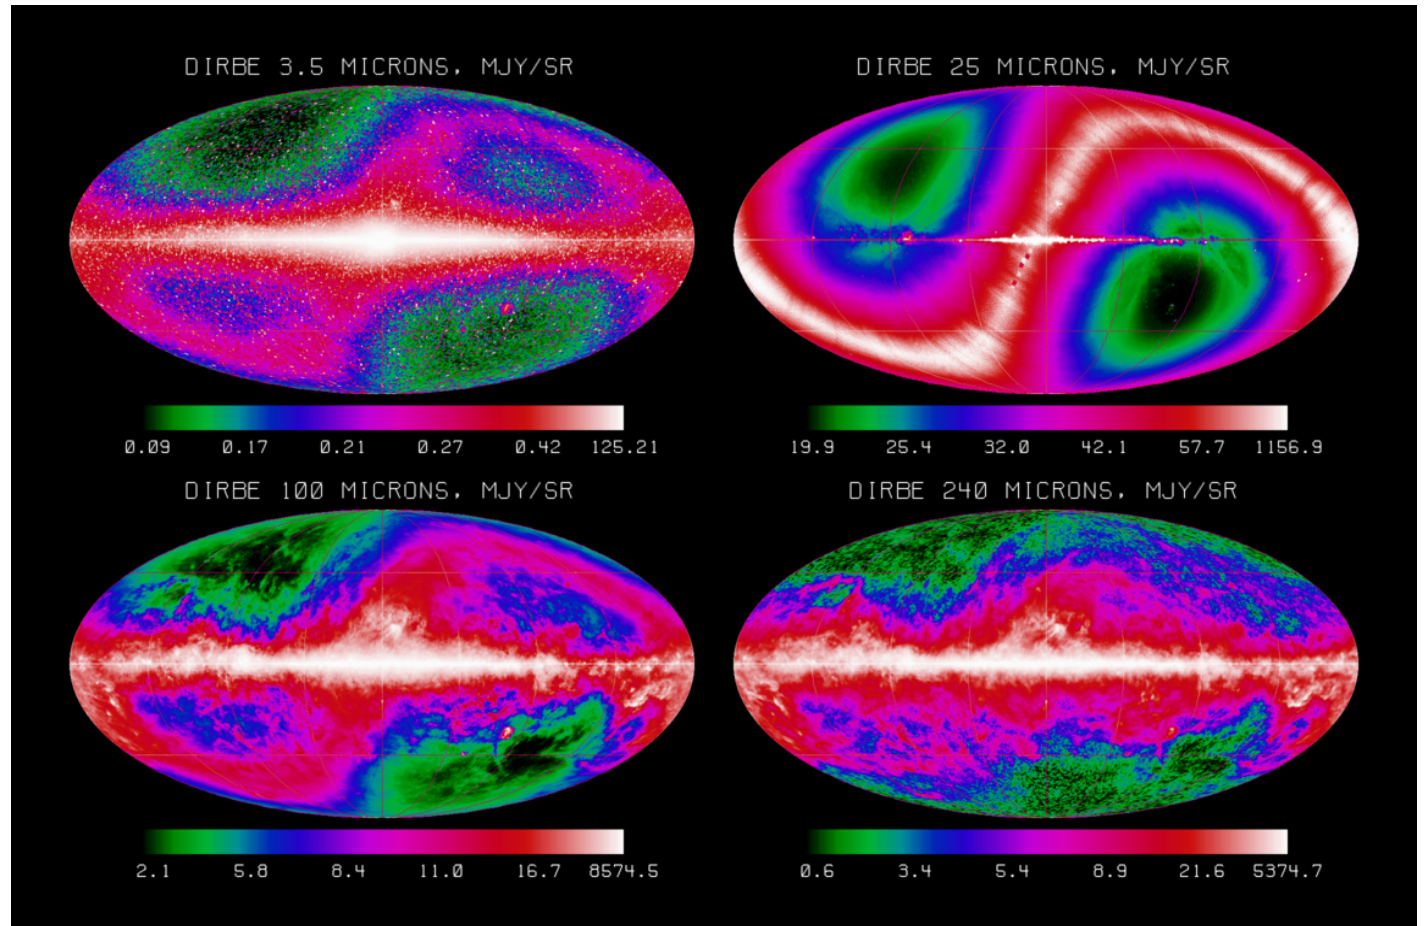 DIRBE 3.5 MICRONS, MJY/SR
0.09 0.17 0.21 0.27 0.42 125.21
DIRBE 25 MICRONS, MJY/SR
19.9 25.4 32.0 42.1 57.7 1156.9
DIRBE 100 MICRONS, MJY/SR
2.1 5.8 8.4 11.0 16.7 8574.5
DIRBE 240 MICRONS, MJY/SR
0.6 3.4 5.4 8.9 21.6 5374.7